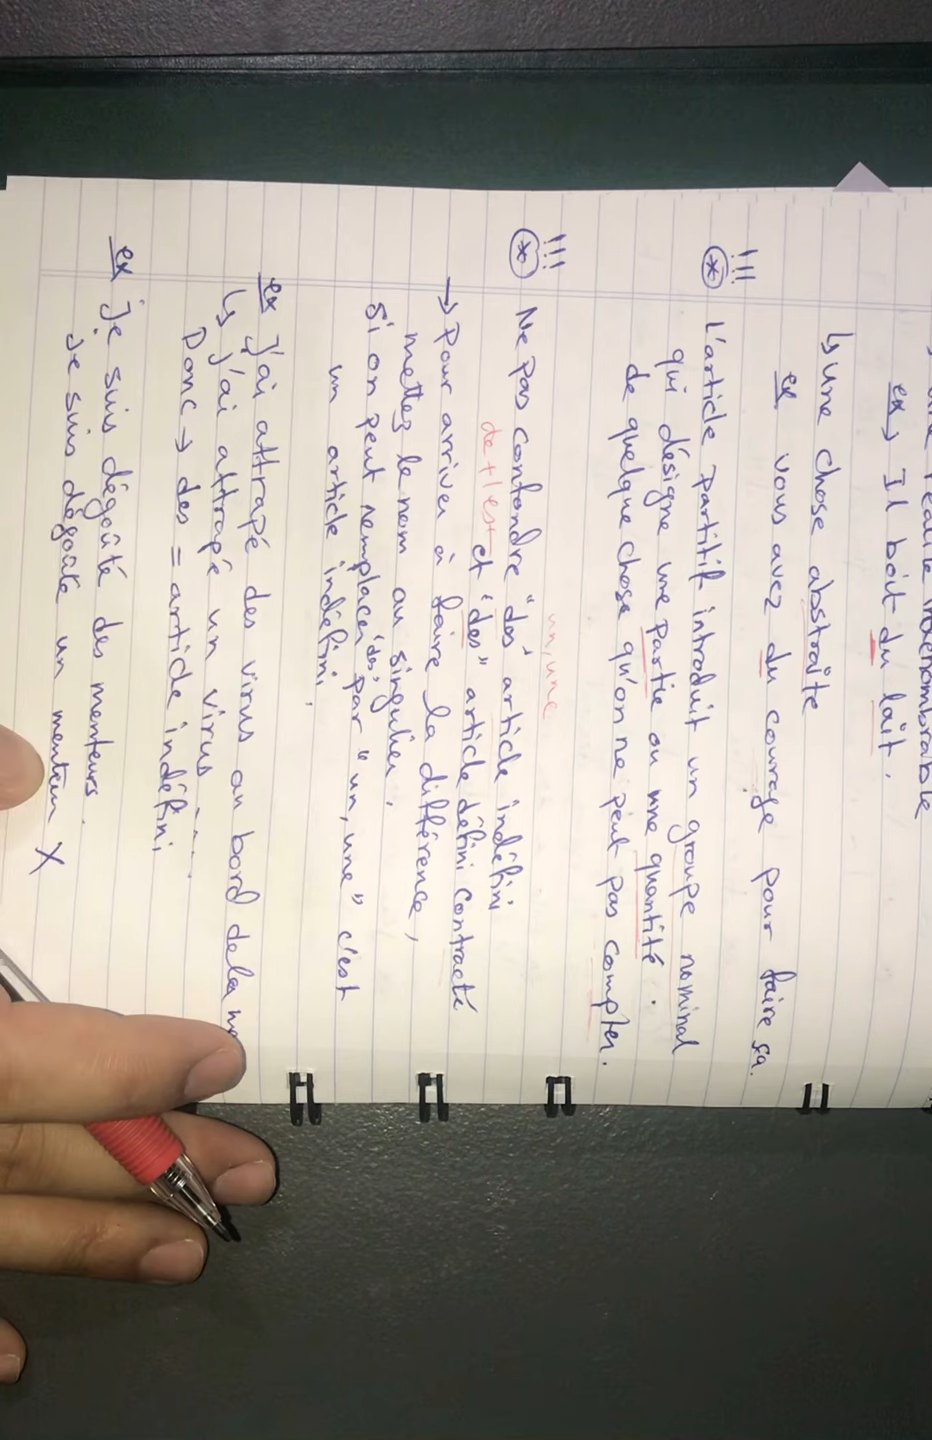 une réalité indénombrable
ex↳ Il boit du lait.
↳ une chose abstraite
ex vous avez du courage pour faire ça.
!!!
* L'article partitif introduit un groupe nominal
qui désigne une partie ou une quantité
de quelque chose qu'on ne peut pas compter.
!!!
un/une
* Ne pas confondre "des" article indéfini
de+les et "des" article défini contracté
→ Pour arriver à faire la différence,
mettez le nom au singulier,
si on peut remplacer "des" par "un, une" c'est
un article indéfini.
ex J'ai attrapé des virus au bord de la
↳ j'ai attrapé un virus ....
Donc → des = article indéfini
ex Je suis dégoûté des menteurs.
Je suis dégoûté un menteur X